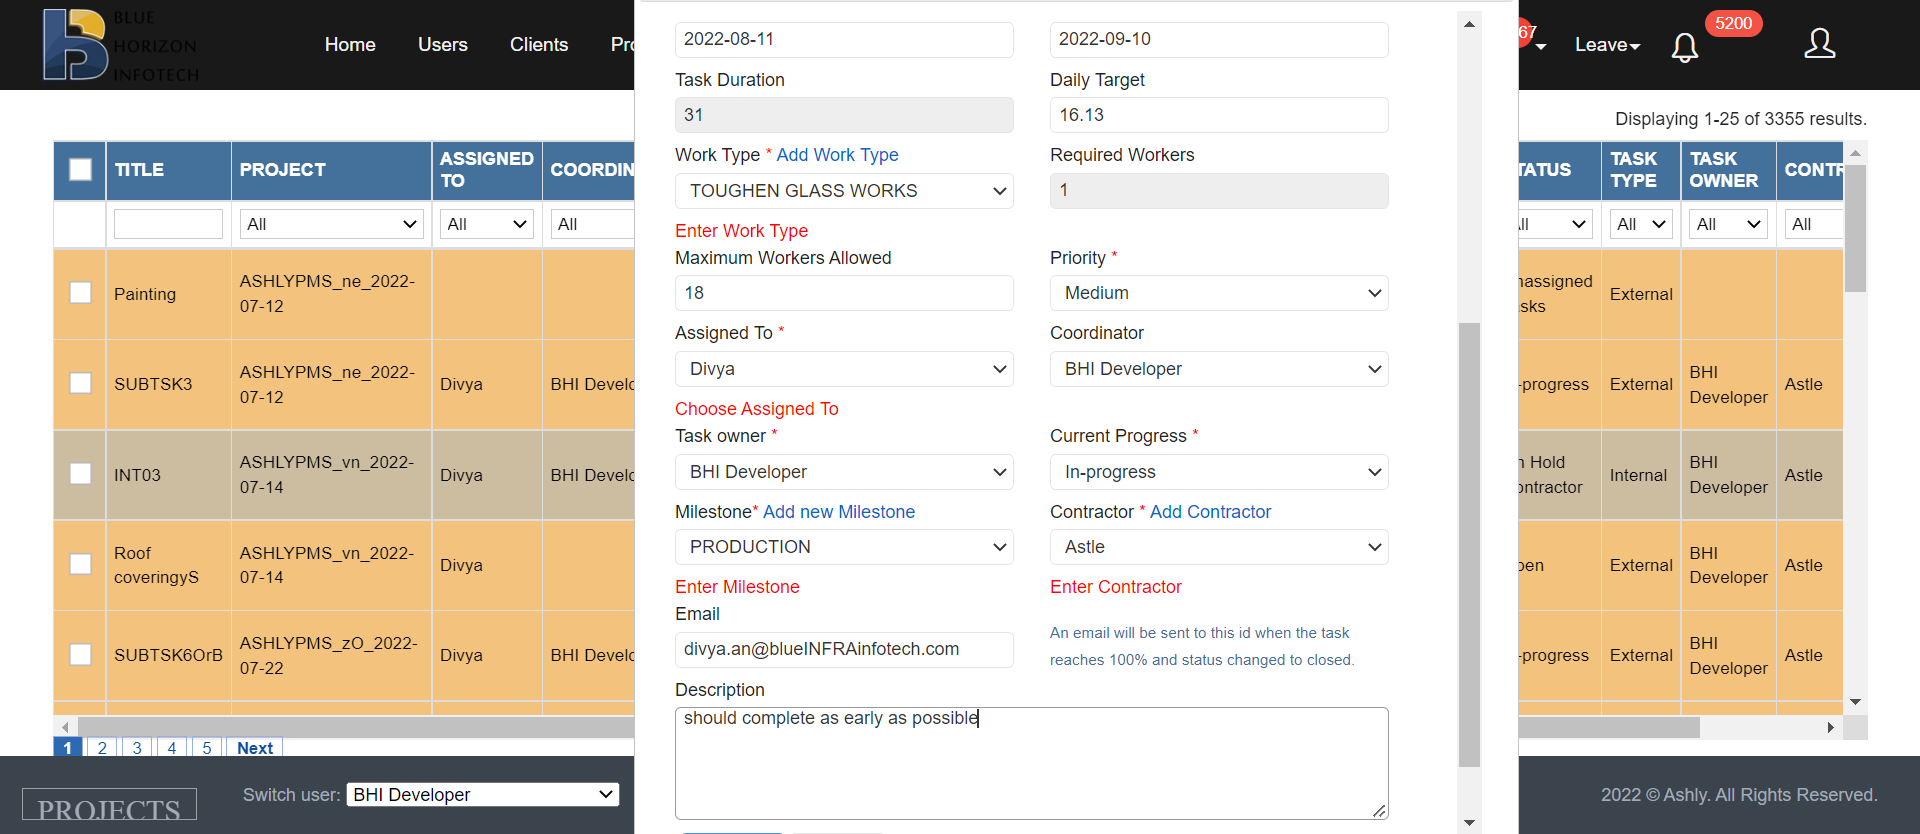 BLUE
HORIZON
INFOTECH
Home
Users
Clients
67
Leave
5200
Displaying 1-25 of 3355 results.
TITLE
PROJECT
ASSIGNED
TO
COORDIN
TATUS
TASK
TYPE
TASK
OWNER
CONTR
All
All
All
All
All
All
Painting
ASHLYPMS_ne_2022-
07-12
nassigned
sks
External
SUBTSK3
ASHLYPMS_ne_2022-
07-12
Divya
BHI Develo
-progress
External
BHI
Developer
Astle
INT03
ASHLYPMS_vn_2022-
07-14
Divya
BHI Develo
n Hold
ontractor
Internal
BHI
Developer
Astle
Roof
coveringyS
ASHLYPMS_vn_2022-
07-14
Divya
pen
External
BHI
Developer
Astle
SUBTSK6OrB
ASHLYPMS_zO_2022-
07-22
Divya
BHI Develo
-progress
External
BHI
Developer
Astle
1 2 3 4 5 Next
2022-08-11
2022-09-10
Task Duration
Daily Target
31
16.13
Work Type * Add Work Type
Required Workers
TOUGHEN GLASS WORKS
1
Enter Work Type
Maximum Workers Allowed
Priority *
18
Medium
Assigned To *
Coordinator
Divya
BHI Developer
Choose Assigned To
Task owner *
Current Progress *
BHI Developer
In-progress
Milestone* Add new Milestone
Contractor * Add Contractor
PRODUCTION
Astle
Enter Milestone
Enter Contractor
Email
An email will be sent to this id when the task
reaches 100% and status changed to closed.
divya.an@blueINFRAinfotech.com
Description
should complete as early as possible
PROJECTS
Switch user: BHI Developer
2022 © Ashly. All Rights Reserved.